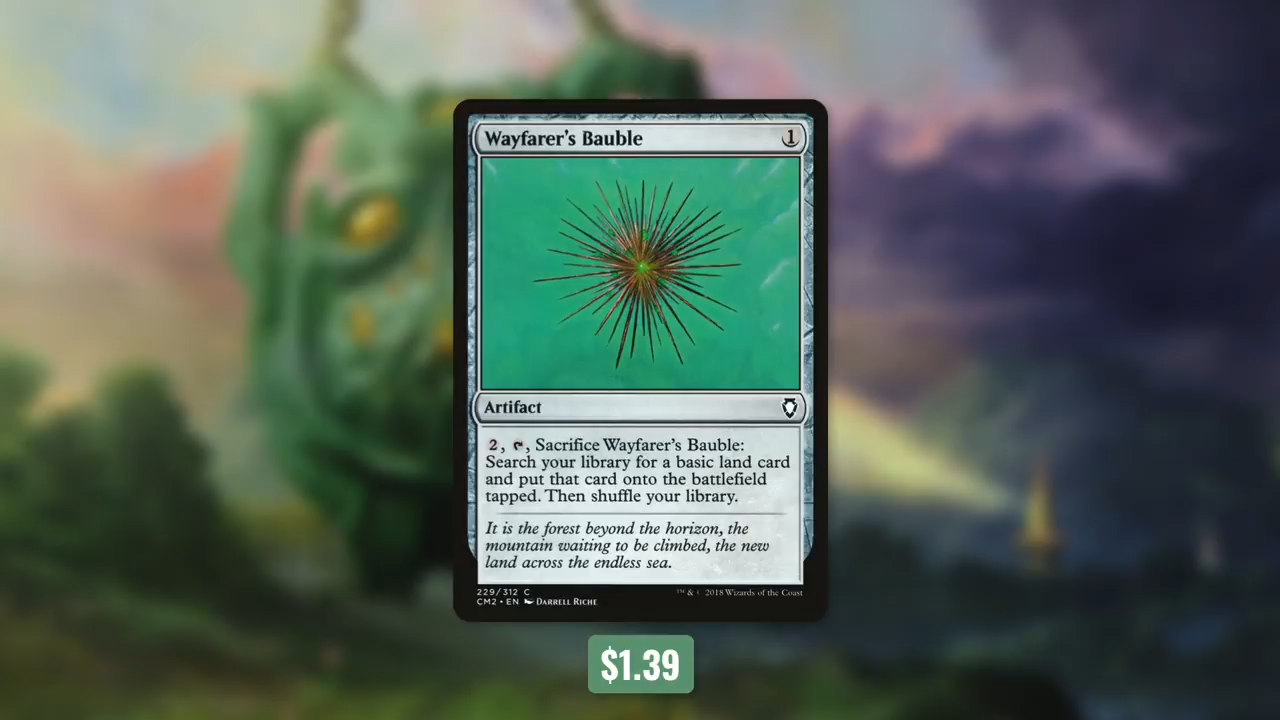 Wayfarer's Bauble 1
Artifact
2, , Sacrifice Wayfarer's Bauble:
Search your library for a basic land card
and put that card onto the battlefield
tapped. Then shuffle your library.
It is the forest beyond the horizon, the
mountain waiting to be climbed, the new
land across the endless sea.
229/312 C
CM2 • EN Darrell Riche
™ & © 2018 Wizards of the Coast
$1.39